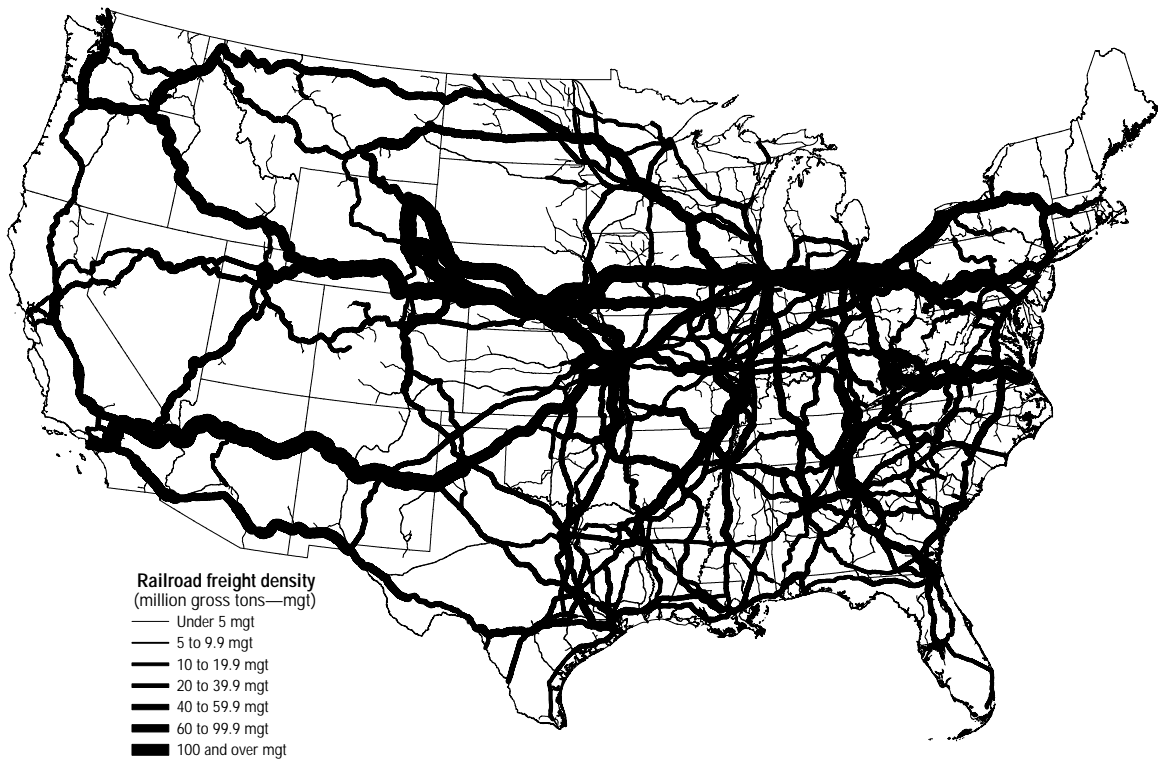 Railroad freight density
(million gross tons—mgt)
Under 5 mgt
5 to 9.9 mgt
10 to 19.9 mgt
20 to 39.9 mgt
40 to 59.9 mgt
60 to 99.9 mgt
100 and over mgt